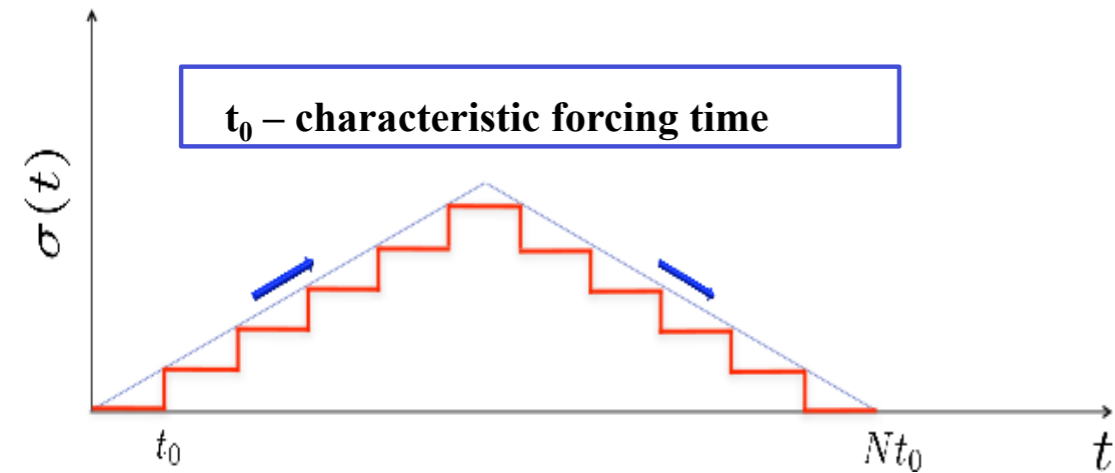 t₀ – characteristic forcing time
σ(t)
t₀
Nt₀
t